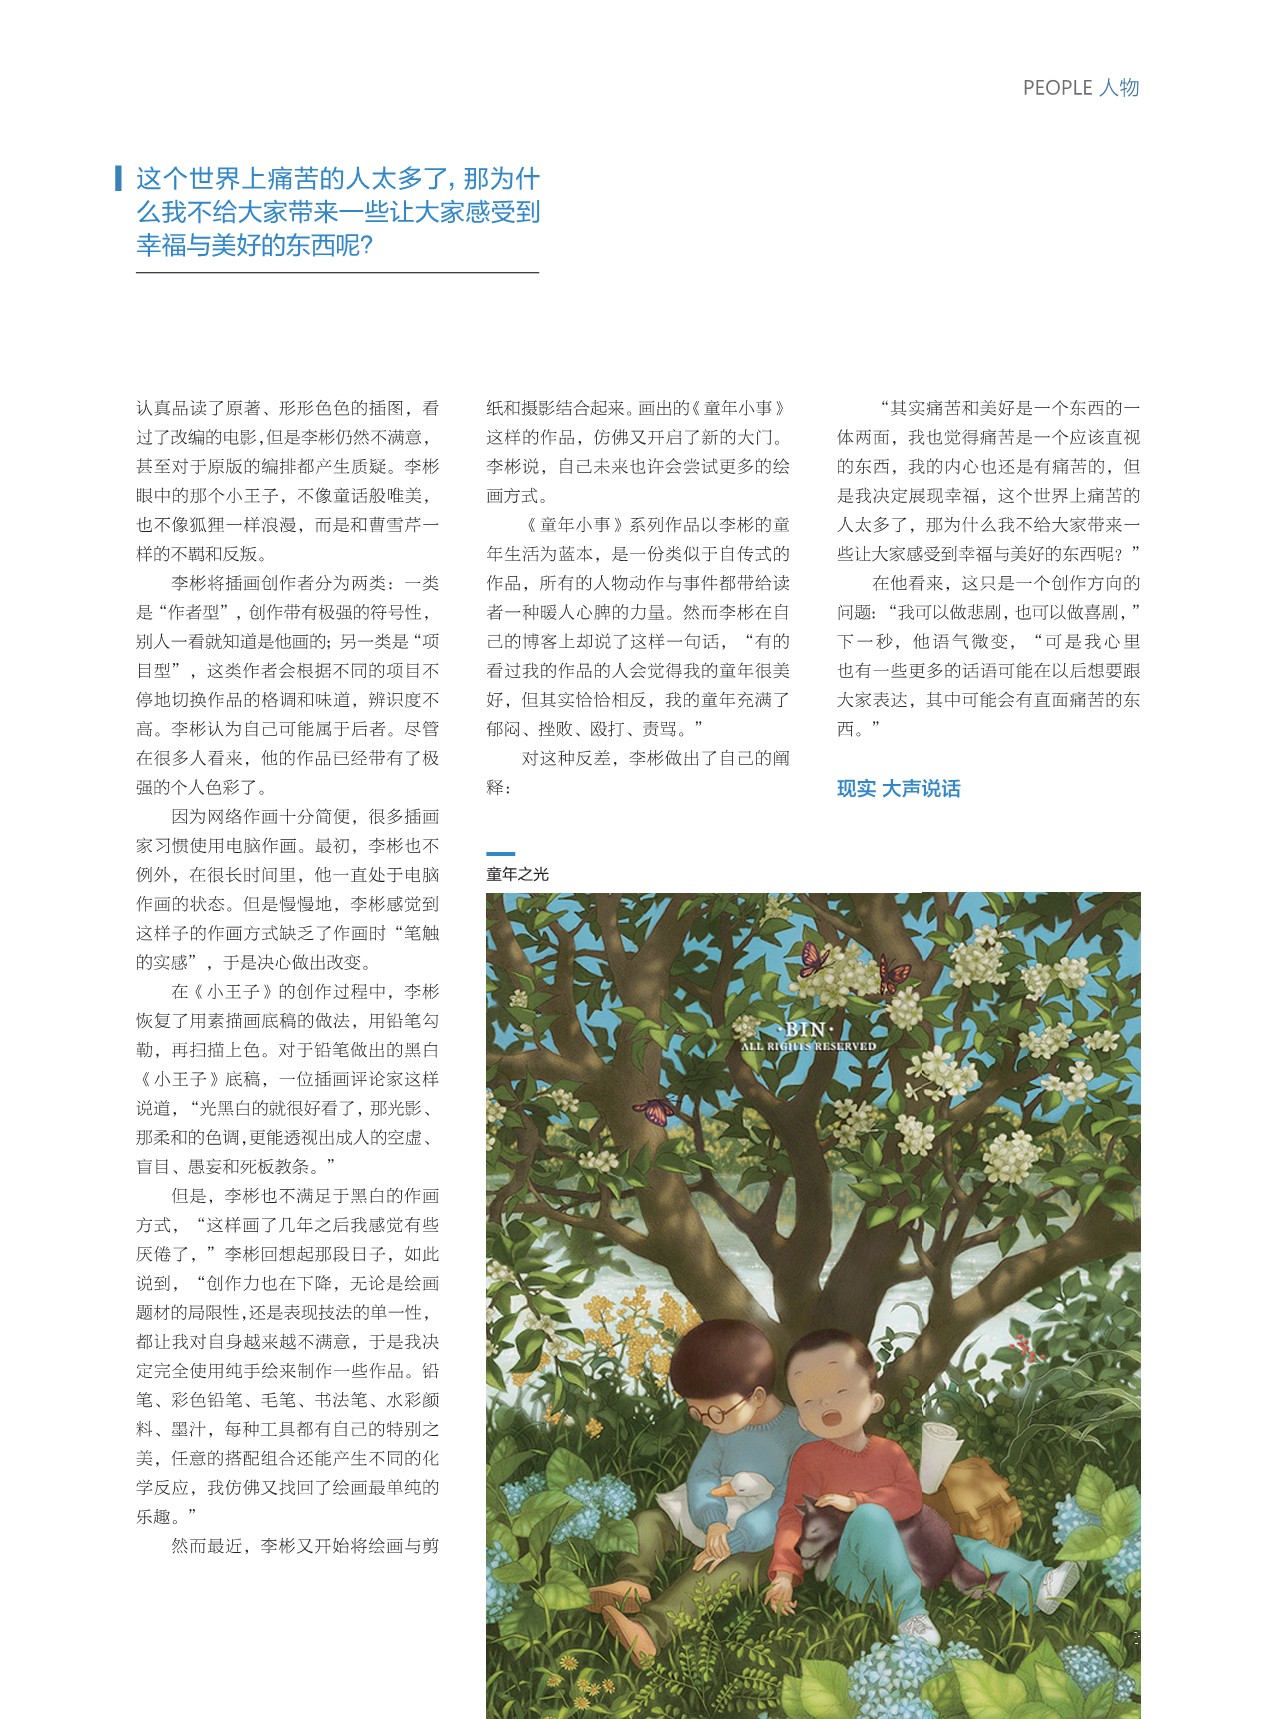 PEOPLE 人物
这个世界上痛苦的人太多了，那为什
么我不给大家带来一些让大家感受到
幸福与美好的东西呢？
认真品读了原著、形形色色的插图，看
过了改编的电影，但是李彬仍然不满意，
甚至对于原版的编排都产生质疑。李彬
眼中的那个小王子，不像童话般唯美，
也不像狐狸一样浪漫，而是和曹雪芹一
样的不羁和反叛。
李彬将插画创作者分为两类：一类
是“作者型”，创作带有极强的符号性，
别人一看就知道是他画的；另一类是“项
目型”，这类作者会根据不同的项目不
停地切换作品的格调和味道，辨识度不
高。李彬认为自己可能属于后者。尽管
在很多人看来，他的作品已经带有了极
强的个人色彩了。
因为网络作画十分简便，很多插画
家习惯使用电脑作画。最初，李彬也不
例外，在很长时间里，他一直处于电脑
作画的状态。但是慢慢地，李彬感觉到
这样子的作画方式缺乏了作画时“笔触
的实感”，于是决心做出改变。
在《小王子》的创作过程中，李彬
恢复了用素描画底稿的做法，用铅笔勾
勒，再扫描上色。对于铅笔做出的黑白
《小王子》底稿，一位插画评论家这样
说道，“光黑白的就很好看了，那光影、
那柔和的色调，更能透视出成人的空虚、
盲目、愚妄和死板教条。”
但是，李彬也不满足于黑白的作画
方式，“这样画了几年之后我感觉有些
厌倦了，”李彬回想起那段日子，如此
说到，“创作力也在下降，无论是绘画
题材的局限性，还是表现技法的单一性，
都让我对自身越来越不满意，于是我决
定完全使用纯手绘来制作一些作品。铅
笔、彩色铅笔、毛笔、书法笔、水彩颜
料、墨汁，每种工具都有自己的特别之
美，任意的搭配组合还能产生不同的化
学反应，我仿佛又找回了绘画最单纯的
乐趣。”
然而最近，李彬又开始将绘画与剪
纸和摄影结合起来。画出的《童年小事》
这样的作品，仿佛又开启了新的大门。
李彬说，自己未来也许会尝试更多的绘
画方式。
《童年小事》系列作品以李彬的童
年生活为蓝本，是一份类似于自传式的
作品，所有的人物动作与事件都带给读
者一种暖人心脾的力量。然而李彬在自
己的博客上却说了这样一句话，“有的
看过我的作品的人会觉得我的童年很美
好，但其实恰恰相反，我的童年充满了
郁闷、挫败、殴打、责骂。”
对这种反差，李彬做出了自己的阐
释：
“其实痛苦和美好是一个东西的一
体两面，我也觉得痛苦是一个应该直视
的东西，我的内心也还是有痛苦的，但
是我决定展现幸福，这个世界上痛苦的
人太多了，那为什么我不给大家带来一
些让大家感受到幸福与美好的东西呢？”
在他看来，这只是一个创作方向的
问题：“我可以做悲剧，也可以做喜剧，”
下一秒，他语气微变，“可是我心里
也有一些更多的话语可能在以后想要跟
大家表达，其中可能会有直面痛苦的东
西。”
现实 大声说话
童年之光
·BIN·
ALL RIGHTS RESERVED